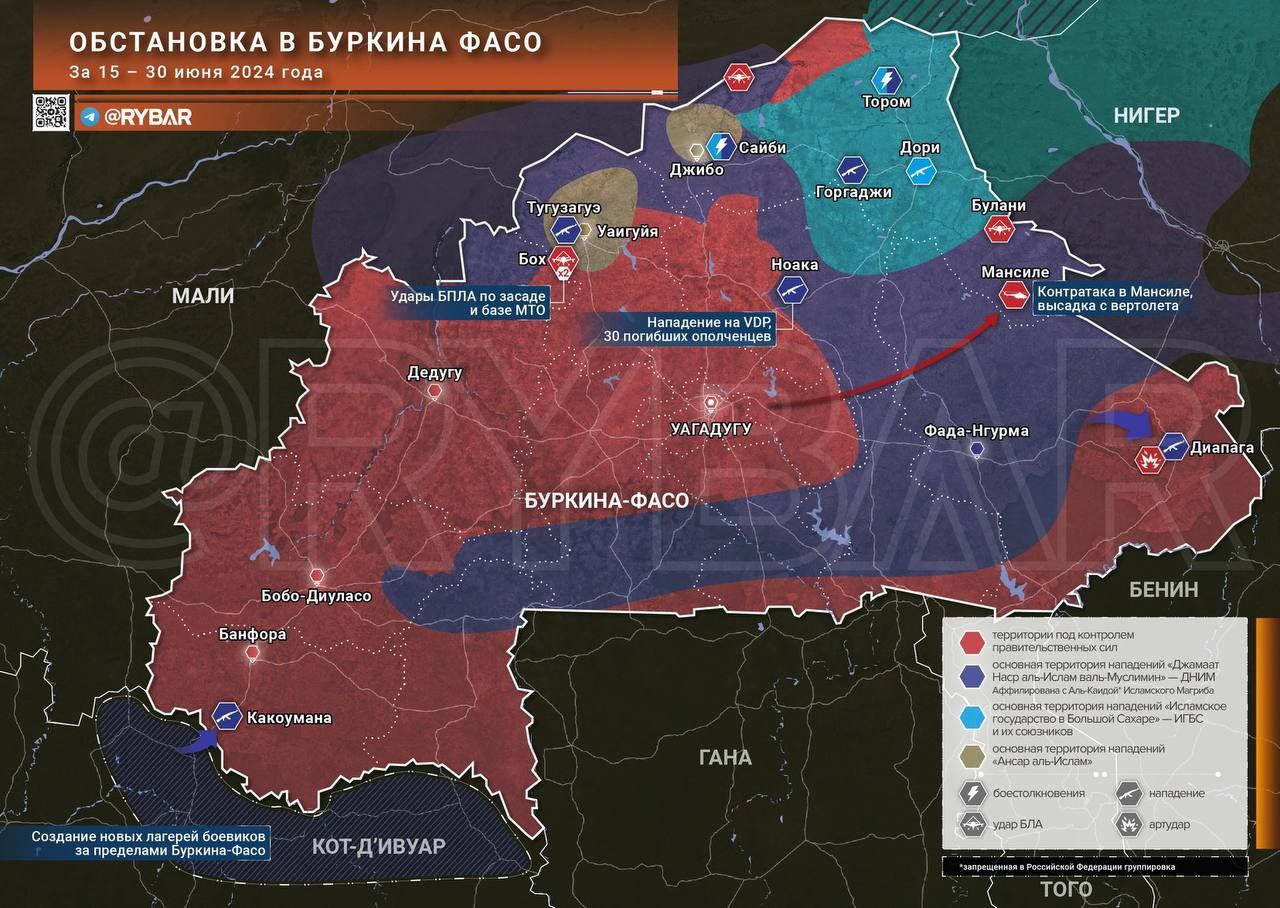 ОБСТАНОВКА В БУРКИНА ФАСО
За 15 – 30 июня 2024 года
@RYBAR
НИГЕР
Тором
Сайби
Джибо
Дори
Горгаджи
Тугузагуэ
Уаигуйя
Булани
Бох
x2
Ноака
Мансиле
МАЛИ
Удары БПЛА по засаде
и базе МТО
Контратака в Мансиле,
высадка с вертолета
Нападение на VDP,
30 погибших ополченцев
Дедугу
УАГАДУГУ
Фада-Нгурма
Диапага
@RYBAR
БУРКИНА-ФАСО
Бобо-Диуласо
БЕНИН
Банфора
Какоумана
территории под контролем
правительственных сил
основная территория нападений «Джамаат
Наср аль-Ислам валь-Муслимин» — ДНИМ
Аффилирована с Аль-Каидой* Исламского Магриба
основная территория нападений «Исламское
государство в Большой Сахаре» — ИГБС
и их союзников
основная территория нападений
«Ансар аль-Ислам»
боестолкновения
нападение
удар БЛА
артудар
ГАНА
Создание новых лагерей боевиков
за пределами Буркина-Фасо
КОТ-Д’ИВУАР
*запрещенная в Российской Федерации группировка
ТОГО